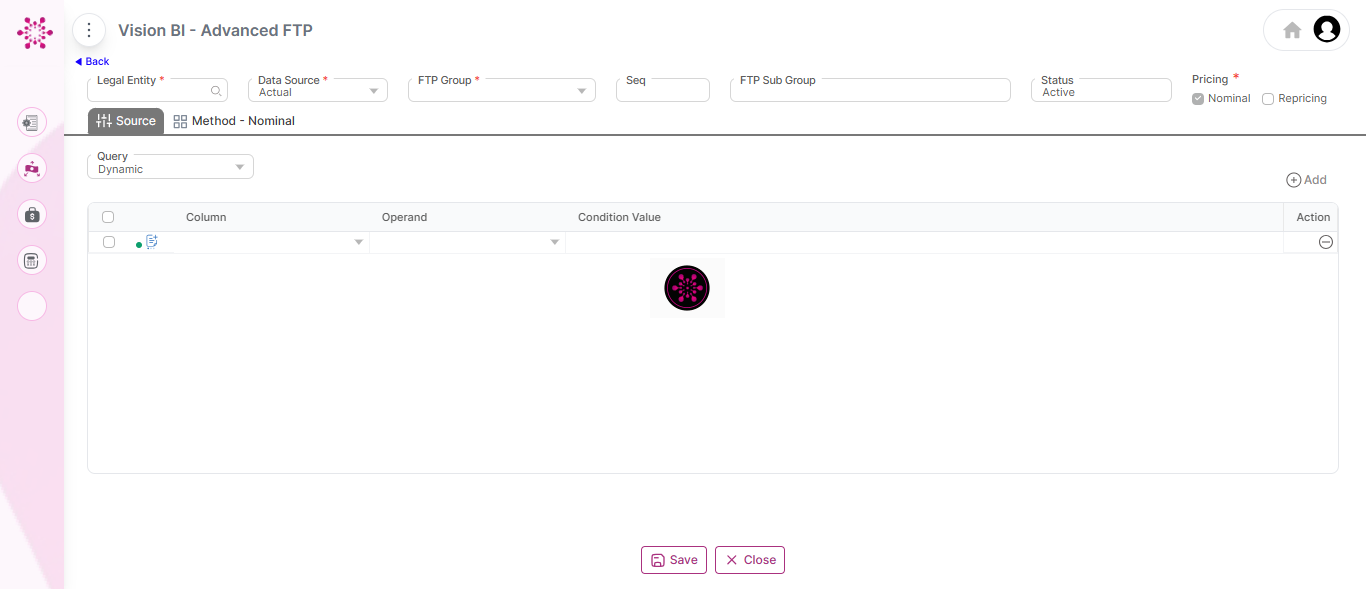 Vision BI - Advanced FTP
Back
Legal Entity *
Data Source *
Actual
FTP Group *
Seq
FTP Sub Group
Status
Active
Pricing *
Nominal
Repricing
Source
Method - Nominal
Query
Dynamic
Add
Column
Operand
Condition Value
Action
Save
Close